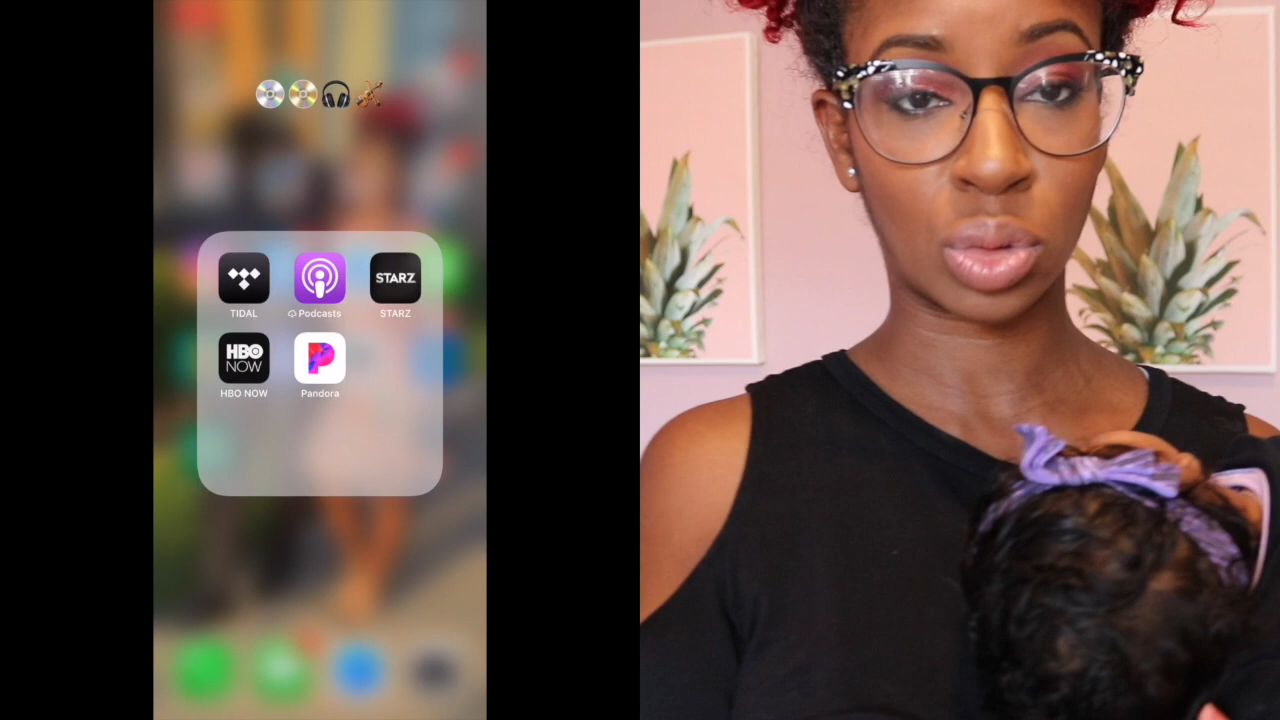 💿📀🎧🎻
STARZ
TIDAL Podcasts STARZ
HBO
NOW
HBO NOW Pandora